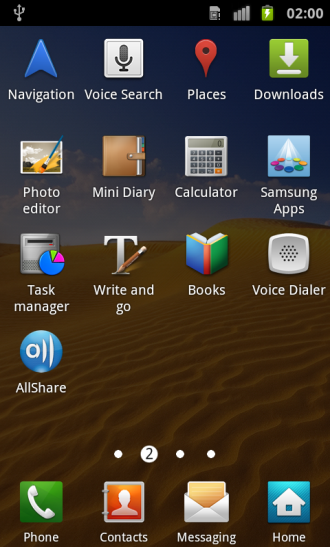 02:00
Navigation
Voice Search
Places
Downloads
Photo
editor
Mini Diary
Calculator
Samsung
Apps
Task
manager
Write and
go
Books
Voice Dialer
AllShare
2
Phone
Contacts
Messaging
Home